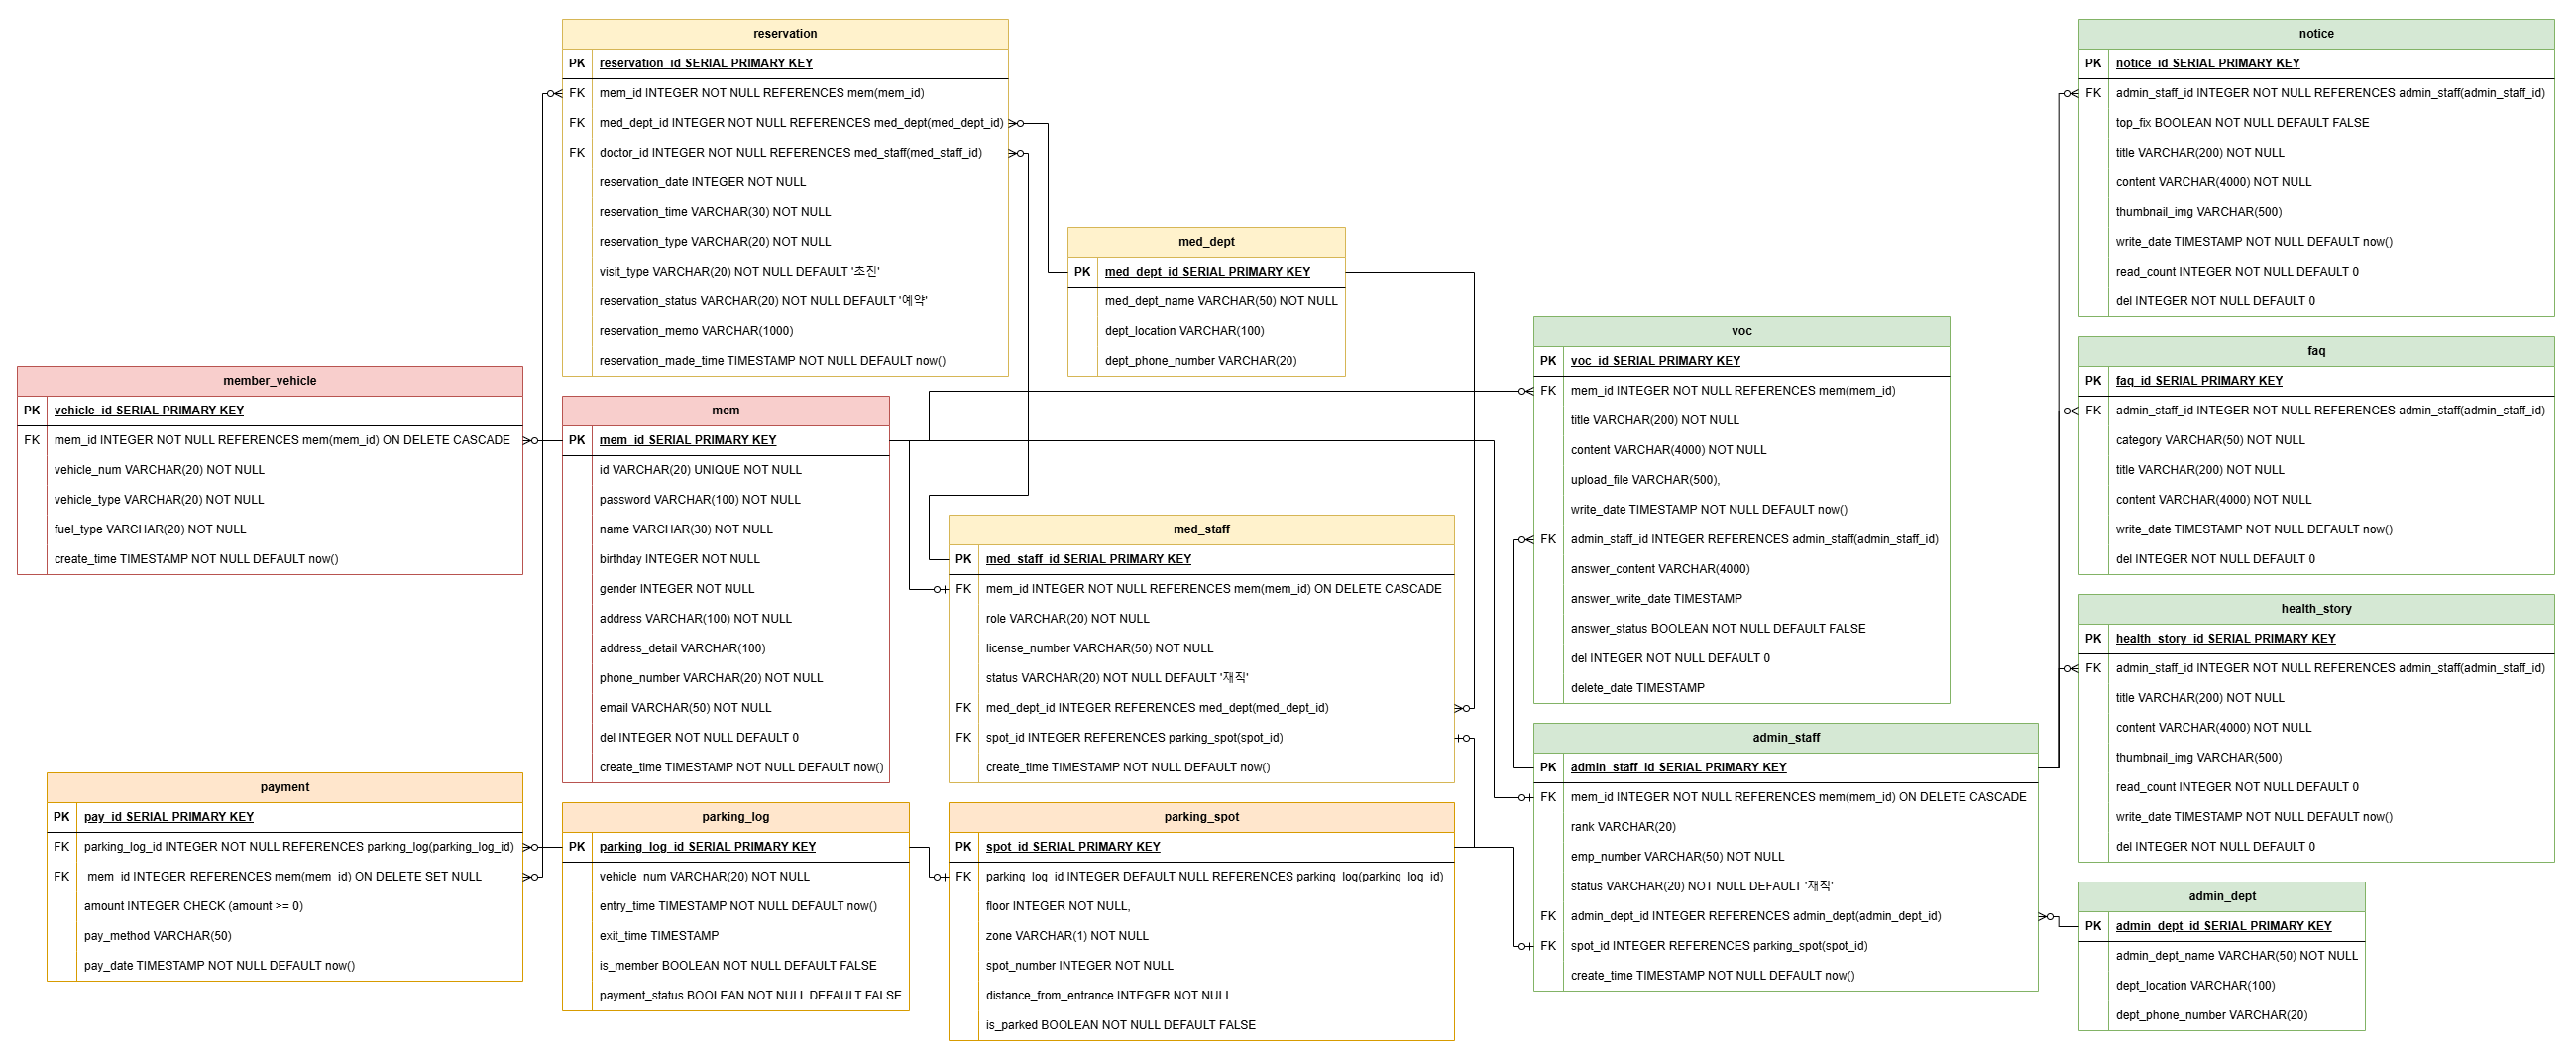 reservation
PK reservation_id SERIAL PRIMARY KEY
FK mem_id INTEGER NOT NULL REFERENCES mem(mem_id)
FK med_dept_id INTEGER NOT NULL REFERENCES med_dept(med_dept_id)
FK doctor_id INTEGER NOT NULL REFERENCES med_staff(med_staff_id)
reservation_date INTEGER NOT NULL
reservation_time VARCHAR(30) NOT NULL
reservation_type VARCHAR(20) NOT NULL
visit_type VARCHAR(20) NOT NULL DEFAULT '초진'
reservation_status VARCHAR(20) NOT NULL DEFAULT '예약'
reservation_memo VARCHAR(1000)
reservation_made_time TIMESTAMP NOT NULL DEFAULT now()
member_vehicle
PK vehicle_id SERIAL PRIMARY KEY
FK mem_id INTEGER NOT NULL REFERENCES mem(mem_id) ON DELETE CASCADE
vehicle_num VARCHAR(20) NOT NULL
vehicle_type VARCHAR(20) NOT NULL
fuel_type VARCHAR(20) NOT NULL
create_time TIMESTAMP NOT NULL DEFAULT now()
mem
PK mem_id SERIAL PRIMARY KEY
id VARCHAR(20) UNIQUE NOT NULL
password VARCHAR(100) NOT NULL
name VARCHAR(30) NOT NULL
birthday INTEGER NOT NULL
gender INTEGER NOT NULL
address VARCHAR(100) NOT NULL
address_detail VARCHAR(100)
phone_number VARCHAR(20) NOT NULL
email VARCHAR(50) NOT NULL
del INTEGER NOT NULL DEFAULT 0
create_time TIMESTAMP NOT NULL DEFAULT now()
payment
PK pay_id SERIAL PRIMARY KEY
FK parking_log_id INTEGER NOT NULL REFERENCES parking_log(parking_log_id)
FK mem_id INTEGER REFERENCES mem(mem_id) ON DELETE SET NULL
amount INTEGER CHECK (amount >= 0)
pay_method VARCHAR(50)
pay_date TIMESTAMP NOT NULL DEFAULT now()
parking_log
PK parking_log_id SERIAL PRIMARY KEY
vehicle_num VARCHAR(20) NOT NULL
entry_time TIMESTAMP NOT NULL DEFAULT now()
exit_time TIMESTAMP
is_member BOOLEAN NOT NULL DEFAULT FALSE
payment_status BOOLEAN NOT NULL DEFAULT FALSE
med_dept
PK med_dept_id SERIAL PRIMARY KEY
med_dept_name VARCHAR(50) NOT NULL
dept_location VARCHAR(100)
dept_phone_number VARCHAR(20)
med_staff
PK med_staff_id SERIAL PRIMARY KEY
FK mem_id INTEGER NOT NULL REFERENCES mem(mem_id) ON DELETE CASCADE
role VARCHAR(20) NOT NULL
license_number VARCHAR(50) NOT NULL
status VARCHAR(20) NOT NULL DEFAULT '재직'
FK med_dept_id INTEGER REFERENCES med_dept(med_dept_id)
FK spot_id INTEGER REFERENCES parking_spot(spot_id)
create_time TIMESTAMP NOT NULL DEFAULT now()
parking_spot
PK spot_id SERIAL PRIMARY KEY
FK parking_log_id INTEGER DEFAULT NULL REFERENCES parking_log(parking_log_id)
floor INTEGER NOT NULL,
zone VARCHAR(1) NOT NULL
spot_number INTEGER NOT NULL
distance_from_entrance INTEGER NOT NULL
is_parked BOOLEAN NOT NULL DEFAULT FALSE
voc
PK voc_id SERIAL PRIMARY KEY
FK mem_id INTEGER NOT NULL REFERENCES mem(mem_id)
title VARCHAR(200) NOT NULL
content VARCHAR(4000) NOT NULL
upload_file VARCHAR(500),
write_date TIMESTAMP NOT NULL DEFAULT now()
FK admin_staff_id INTEGER REFERENCES admin_staff(admin_staff_id)
answer_content VARCHAR(4000)
answer_write_date TIMESTAMP
answer_status BOOLEAN NOT NULL DEFAULT FALSE
del INTEGER NOT NULL DEFAULT 0
delete_date TIMESTAMP
admin_staff
PK admin_staff_id SERIAL PRIMARY KEY
FK mem_id INTEGER NOT NULL REFERENCES mem(mem_id) ON DELETE CASCADE
rank VARCHAR(20)
emp_number VARCHAR(50) NOT NULL
status VARCHAR(20) NOT NULL DEFAULT '재직'
FK admin_dept_id INTEGER REFERENCES admin_dept(admin_dept_id)
FK spot_id INTEGER REFERENCES parking_spot(spot_id)
create_time TIMESTAMP NOT NULL DEFAULT now()
notice
PK notice_id SERIAL PRIMARY KEY
FK admin_staff_id INTEGER NOT NULL REFERENCES admin_staff(admin_staff_id)
top_fix BOOLEAN NOT NULL DEFAULT FALSE
title VARCHAR(200) NOT NULL
content VARCHAR(4000) NOT NULL
thumbnail_img VARCHAR(500)
write_date TIMESTAMP NOT NULL DEFAULT now()
read_count INTEGER NOT NULL DEFAULT 0
del INTEGER NOT NULL DEFAULT 0
faq
PK faq_id SERIAL PRIMARY KEY
FK admin_staff_id INTEGER NOT NULL REFERENCES admin_staff(admin_staff_id)
category VARCHAR(50) NOT NULL
title VARCHAR(200) NOT NULL
content VARCHAR(4000) NOT NULL
write_date TIMESTAMP NOT NULL DEFAULT now()
del INTEGER NOT NULL DEFAULT 0
health_story
PK health_story_id SERIAL PRIMARY KEY
FK admin_staff_id INTEGER NOT NULL REFERENCES admin_staff(admin_staff_id)
title VARCHAR(200) NOT NULL
content VARCHAR(4000) NOT NULL
thumbnail_img VARCHAR(500)
read_count INTEGER NOT NULL DEFAULT 0
write_date TIMESTAMP NOT NULL DEFAULT now()
del INTEGER NOT NULL DEFAULT 0
admin_dept
PK admin_dept_id SERIAL PRIMARY KEY
admin_dept_name VARCHAR(50) NOT NULL
dept_location VARCHAR(100)
dept_phone_number VARCHAR(20)